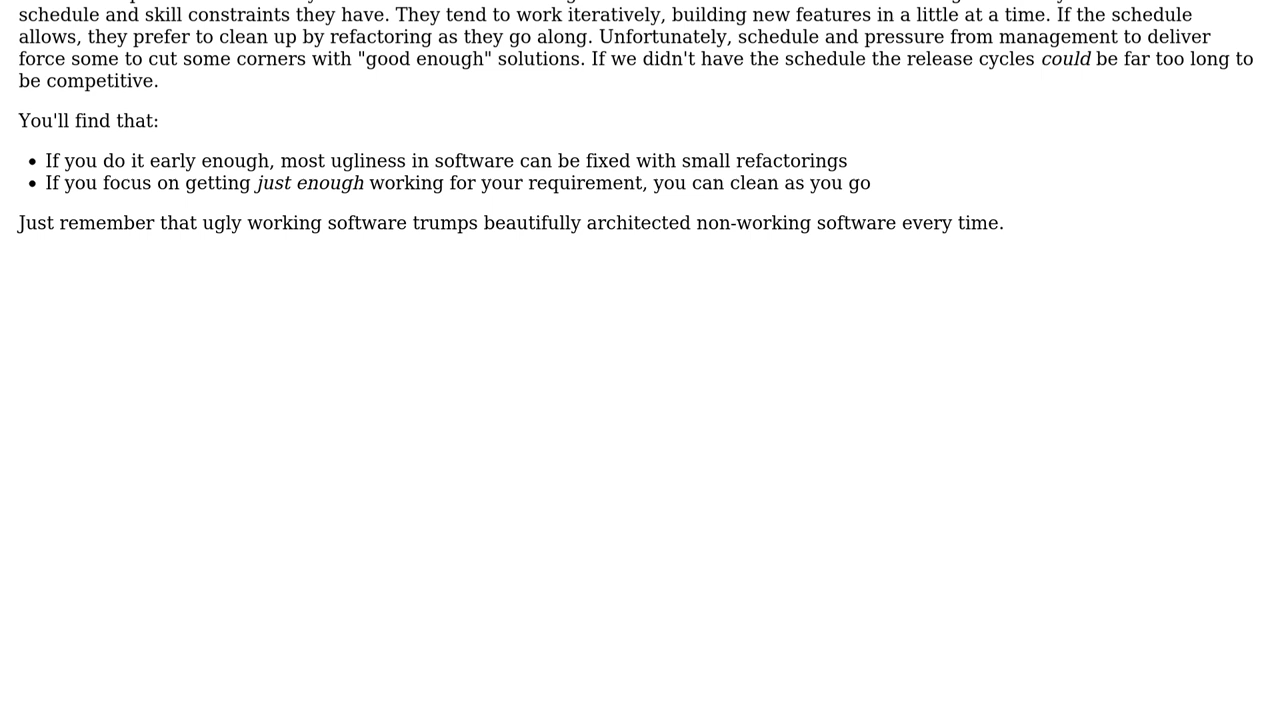 schedule and skill constraints they have. They tend to work iteratively, building new features in a little at a time. If the schedule
allows, they prefer to clean up by refactoring as they go along. Unfortunately, schedule and pressure from management to deliver
force some to cut some corners with "good enough" solutions. If we didn't have the schedule the release cycles could be far too long to
be competitive.
You'll find that:
• If you do it early enough, most ugliness in software can be fixed with small refactorings
• If you focus on getting just enough working for your requirement, you can clean as you go
Just remember that ugly working software trumps beautifully architected non-working software every time.